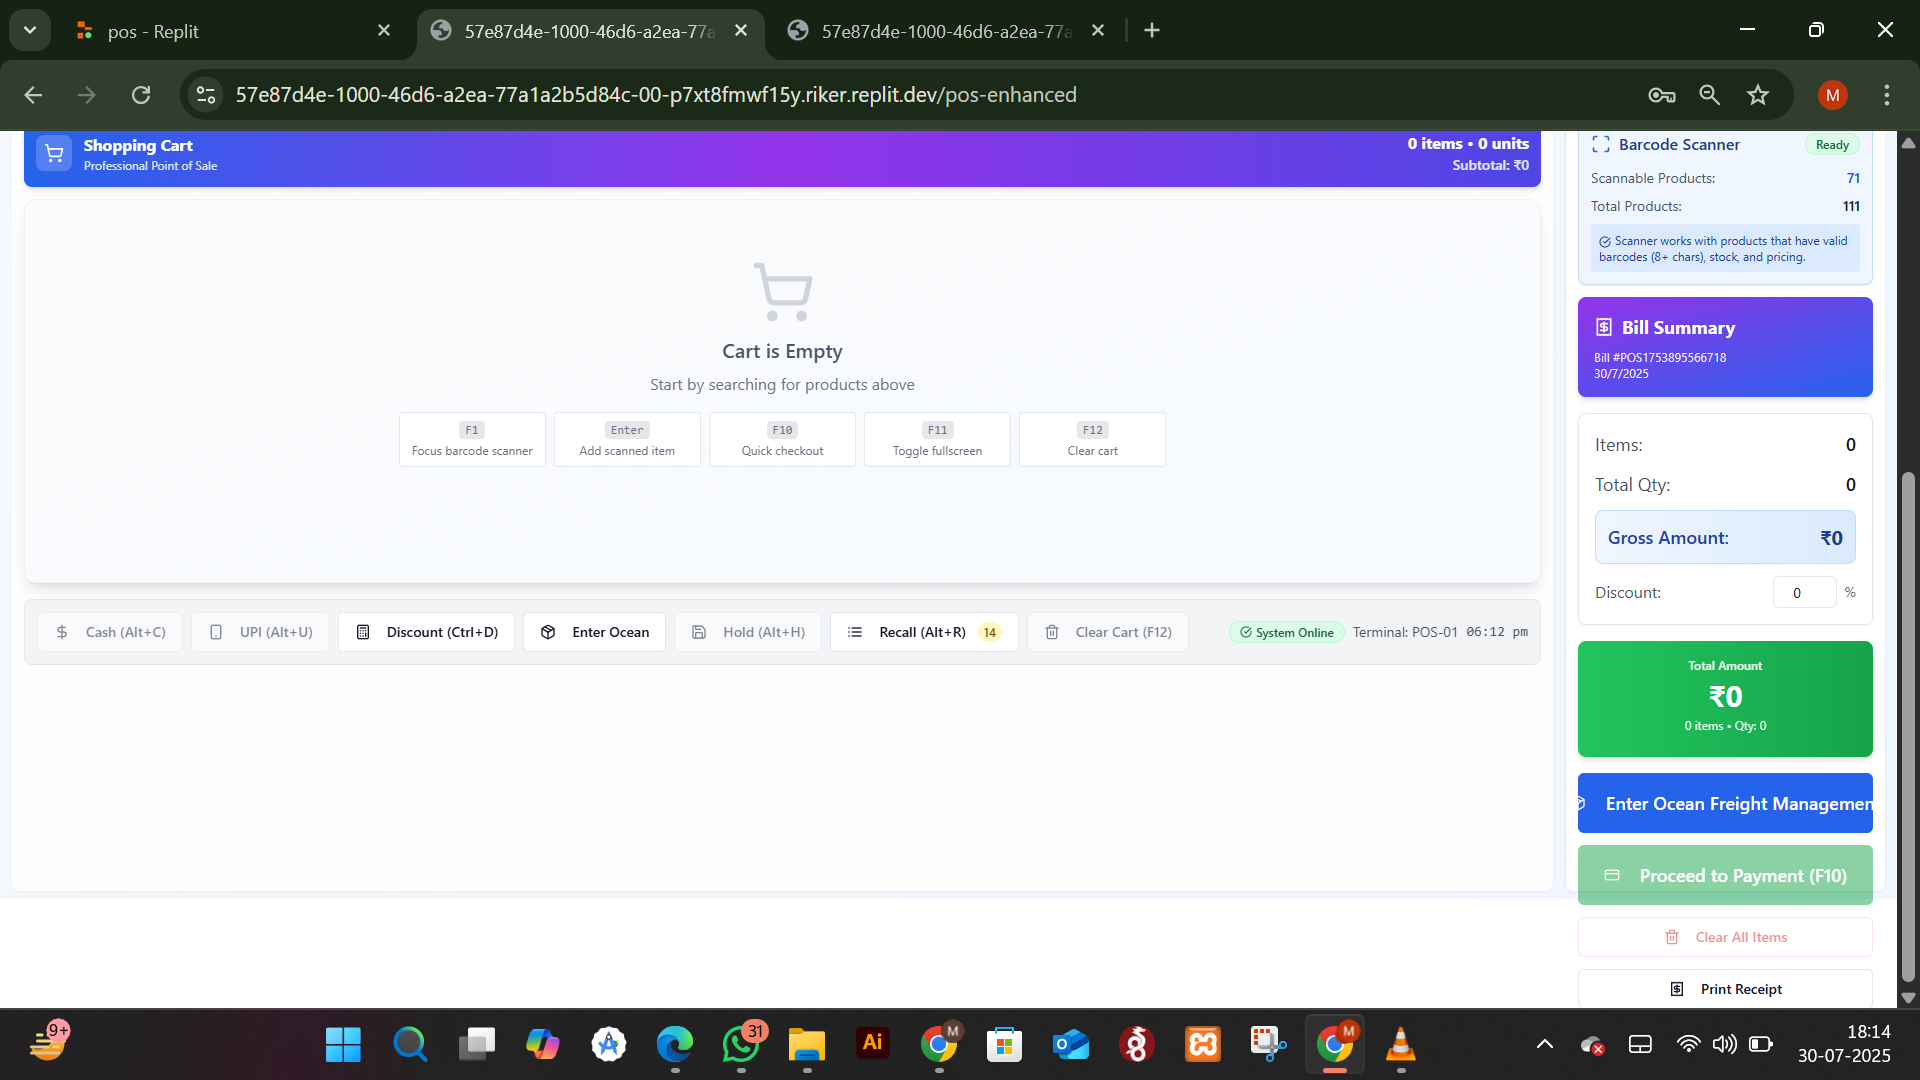 pos - Replit
57e87d4e-1000-46d6-a2ea-77a
57e87d4e-1000-46d6-a2ea-77a
57e87d4e-1000-46d6-a2ea-77a1a2b5d84c-00-p7xt8fmwf15y.riker.replit.dev/pos-enhanced
M
Shopping Cart
Professional Point of Sale
0 items • 0 units
Subtotal: ₹0
Cart is Empty
Start by searching for products above
F1
Focus barcode scanner
Enter
Add scanned item
F10
Quick checkout
F11
Toggle fullscreen
F12
Clear cart
Cash (Alt+C)
UPI (Alt+U)
Discount (Ctrl+D)
Enter Ocean
Hold (Alt+H)
Recall (Alt+R) 14
Clear Cart (F12)
System Online
Terminal: POS-01
06:12 pm
Barcode Scanner
Ready
Scannable Products: 71
Total Products: 111
Scanner works with products that have valid
barcodes (8+ chars), stock, and pricing.
Bill Summary
Bill #POS1753895566718
30/7/2025
Items: 0
Total Qty: 0
Gross Amount: ₹0
Discount: 0 %
Total Amount
₹0
0 items • Qty: 0
Enter Ocean Freight Managemen
Proceed to Payment (F10)
Clear All Items
Print Receipt
9+
31
Ai
M
M
18:14
30-07-2025